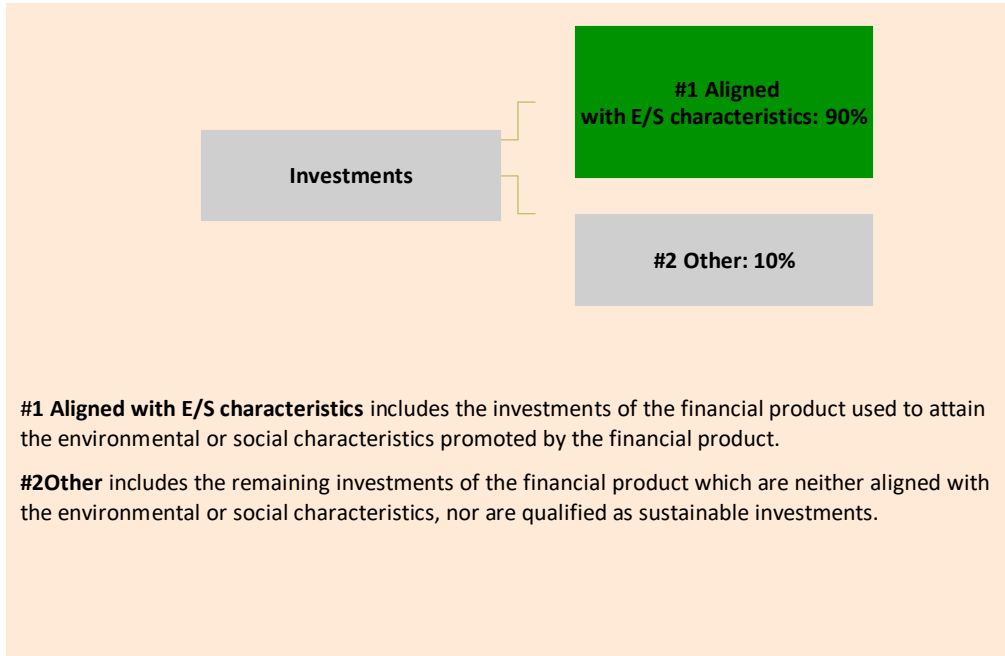 #1 Aligned
with E/S characteristics: 90%
Investments
#2 Other: 10%
#1 Aligned with E/S characteristics includes the investments of the financial product used to attain
the environmental or social characteristics promoted by the financial product.
#2Other includes the remaining investments of the financial product which are neither aligned with
the environmental or social characteristics, nor are qualified as sustainable investments.